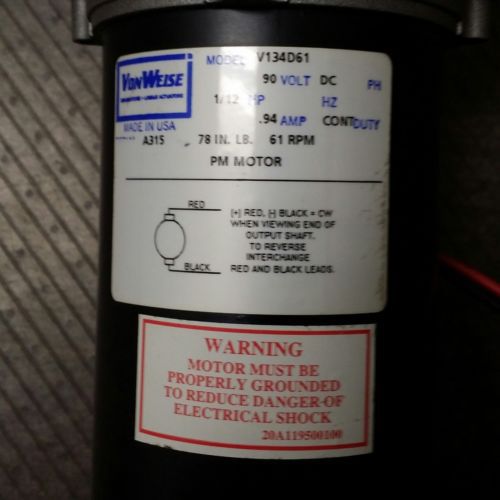 MODEL V134D61
VONWEISE
90 VOLT DC PH
1/12 HP HZ
.94 AMP CONT DUTY
MADE IN USA
A315 78 IN. LB. 61 RPM
PM MOTOR
RED
(+) RED, (-) BLACK = CW
WHEN VIEWING END OF
OUTPUT SHAFT.
TO REVERSE
INTERCHANGE
RED AND BLACK LEADS.
BLACK
WARNING
MOTOR MUST BE
PROPERLY GROUNDED
TO REDUCE DANGER OF
ELECTRICAL SHOCK
20A119500100